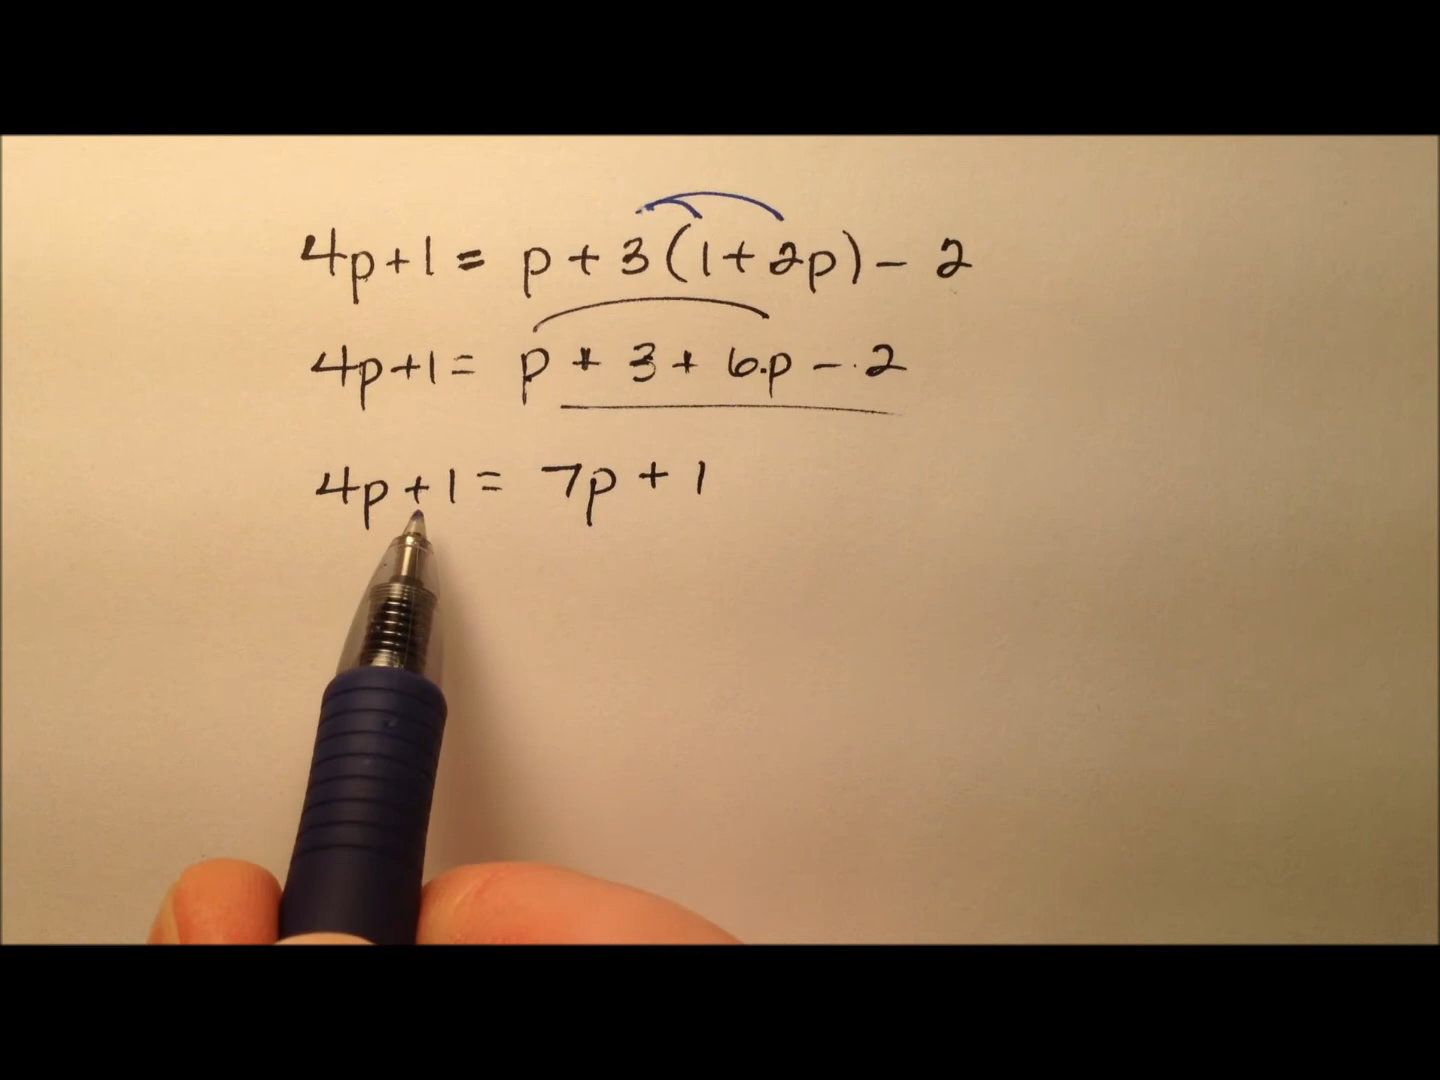 4p+1 = p + 3(1+2p) - 2
4p+1 = p + 3 + 6p - 2
4p+1 = 7p + 1